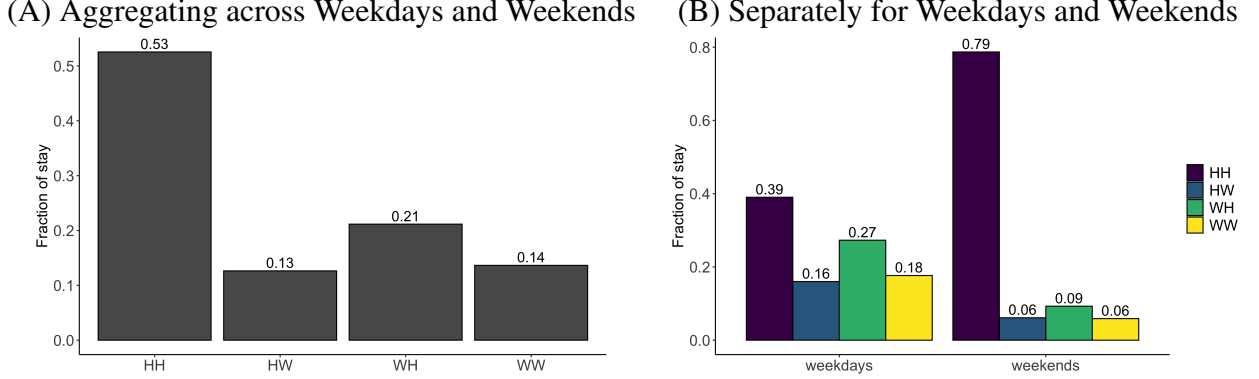 (A) Aggregating across Weekdays and Weekends
Fraction of stay
0.5
0.4
0.3
0.2
0.1
0.0
0.53
0.13
0.21
0.14
HH
HW
WH
WW
(B) Separately for Weekdays and Weekends
Fraction of stay
0.8
0.6
0.4
0.2
0.0
0.39
0.16
0.27
0.18
0.79
0.06
0.09
0.06
weekdays
weekends
HH
HW
WH
WW